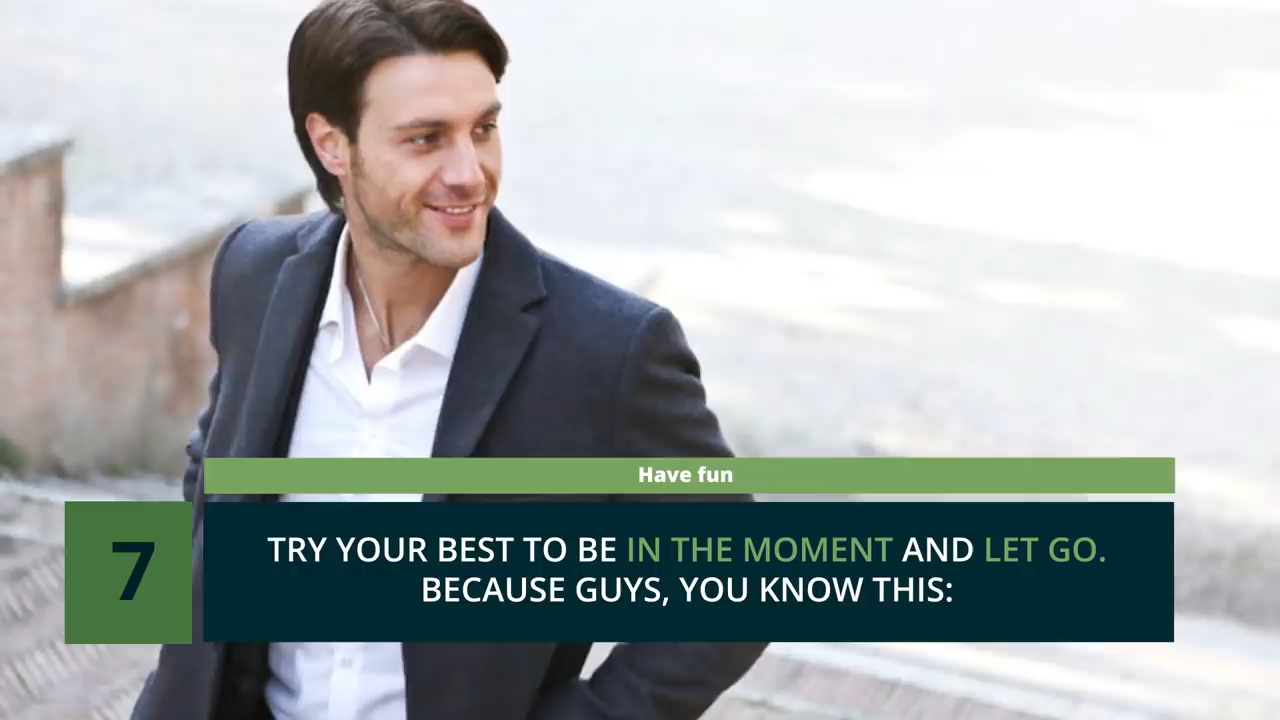 Have fun
7
TRY YOUR BEST TO BE IN THE MOMENT AND LET GO.
BECAUSE GUYS, YOU KNOW THIS: